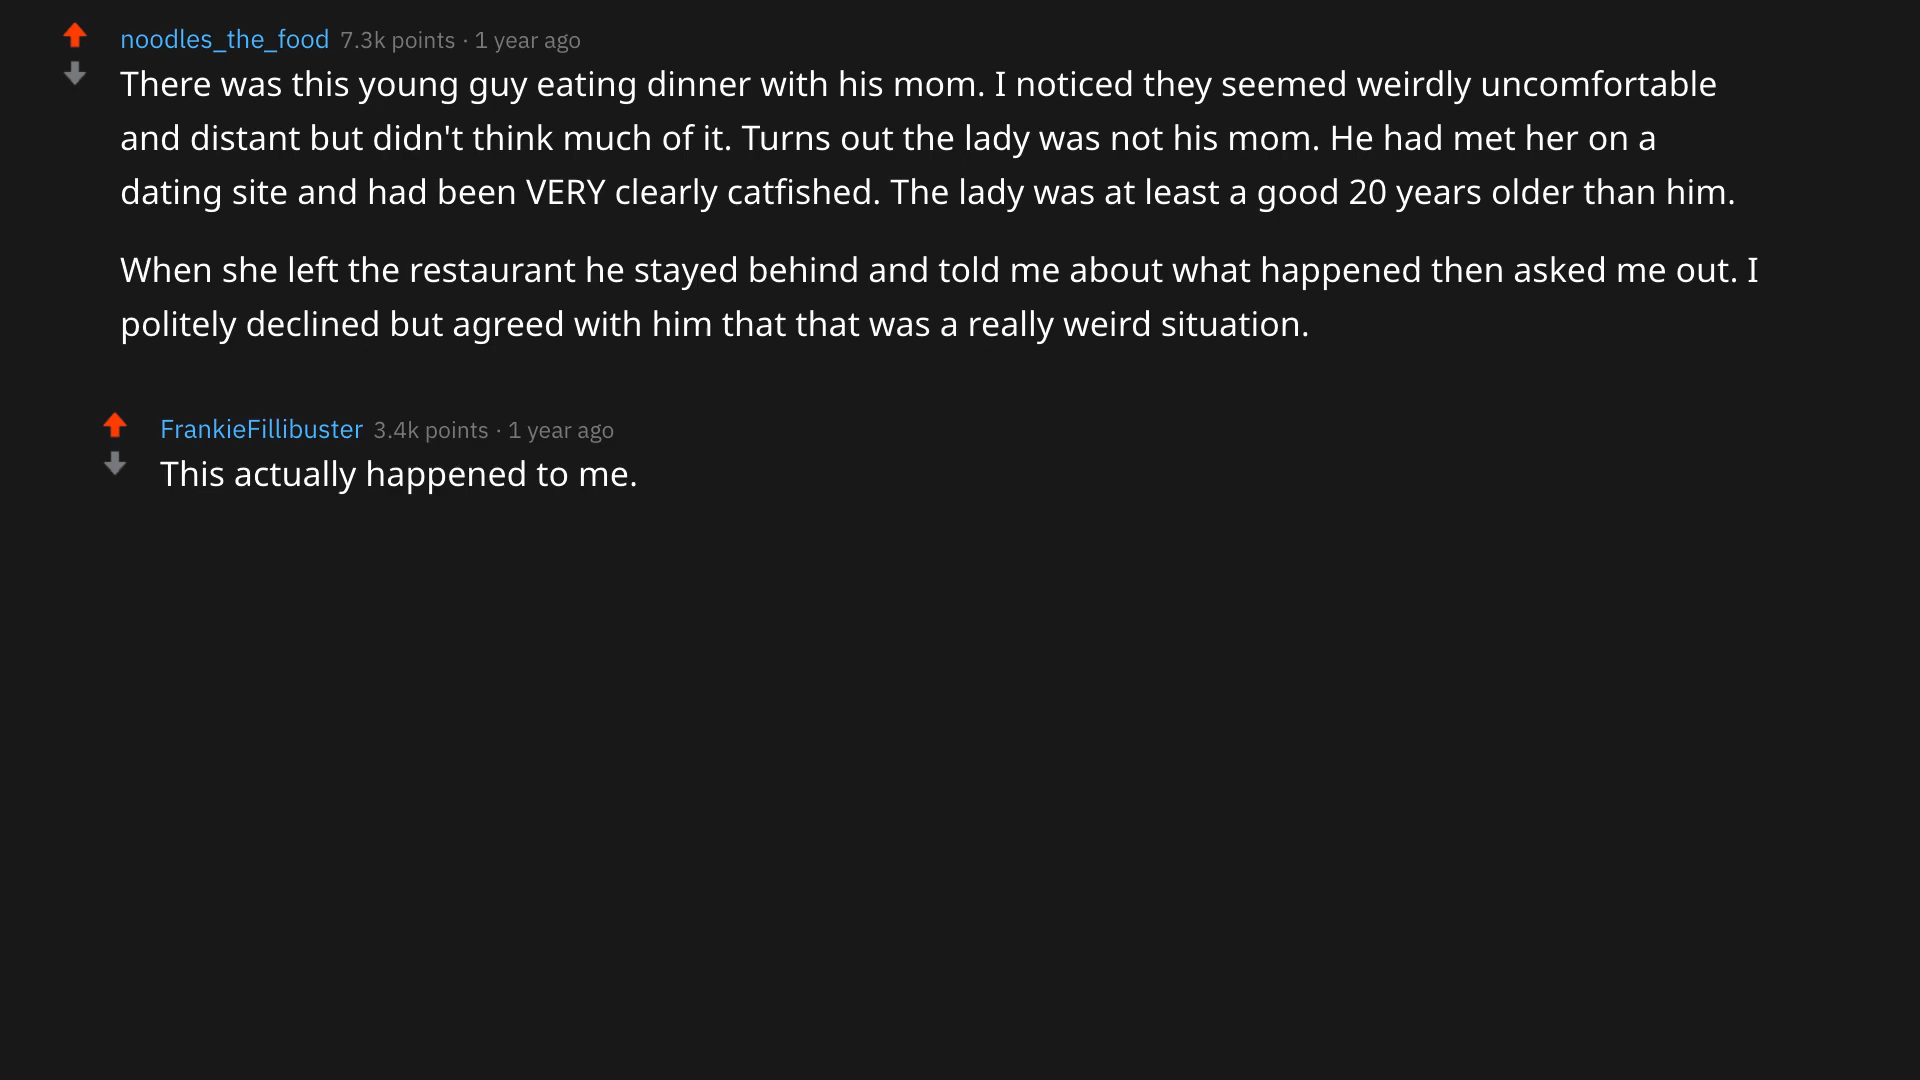 noodles_the_food 7.3k points · 1 year ago
There was this young guy eating dinner with his mom. I noticed they seemed weirdly uncomfortable
and distant but didn't think much of it. Turns out the lady was not his mom. He had met her on a
dating site and had been VERY clearly catfished. The lady was at least a good 20 years older than him.
When she left the restaurant he stayed behind and told me about what happened then asked me out. I
politely declined but agreed with him that that was a really weird situation.
FrankieFillibuster 3.4k points · 1 year ago
This actually happened to me.